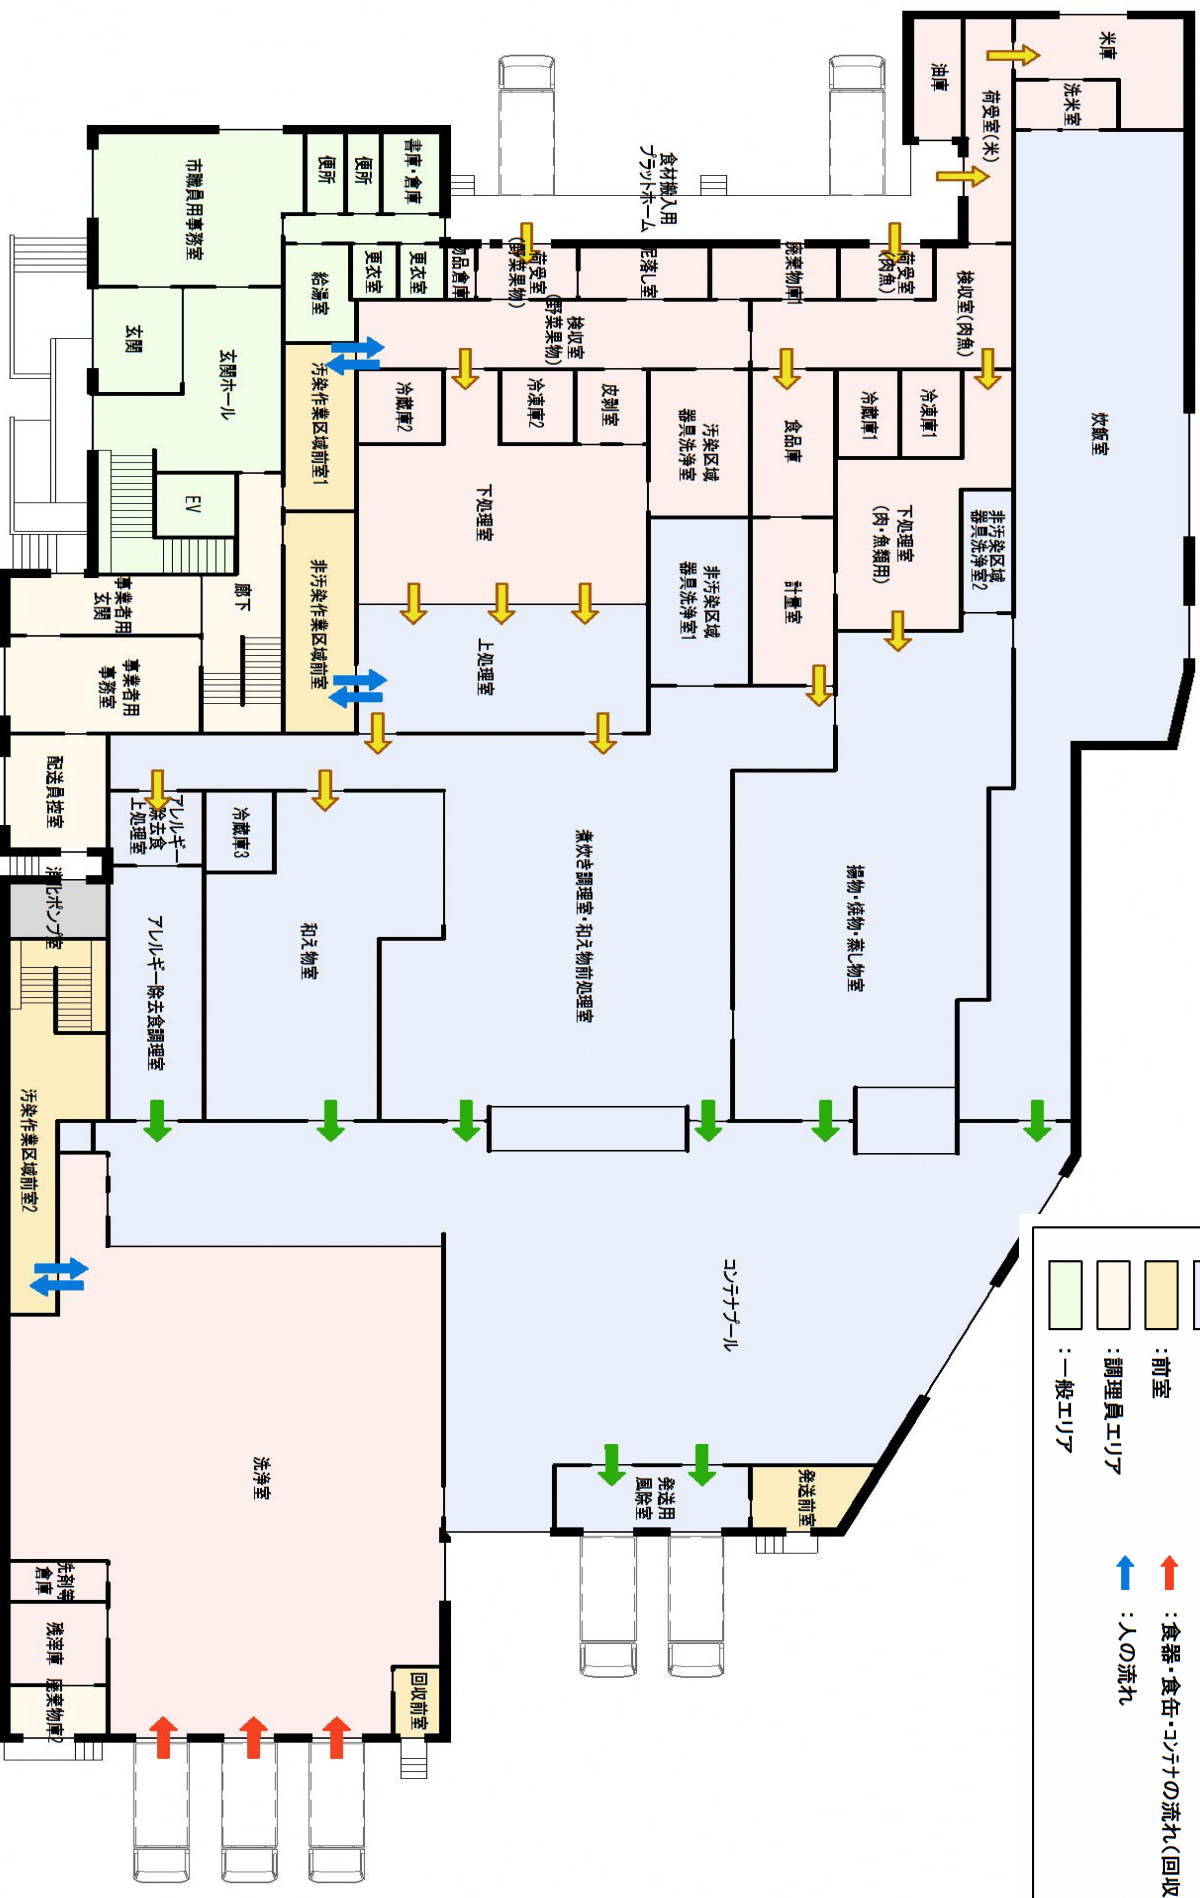 米庫
洗米室
油庫
荷受室(米)
食材搬入用
プラットホーム
書庫・倉庫
便所
便所
市職員用事務室
更衣室
更衣室
給湯室
物品倉庫
荷受室
(野菜果物)
泥落し室
廃棄物庫1
荷受室
(肉魚)
検収室(肉魚)
検収室
(野菜果物)
玄関
玄関ホール
汚染作業区域前室1
冷蔵庫2
冷凍庫2
皮剥室
汚染区域
器具洗浄室
食品庫
冷蔵庫1
冷凍庫1
炊飯室
EV
下処理室
下処理室
(肉・魚類用)
非汚染区域
器具洗浄室2
非汚染区域
器具洗浄室1
計量室
事業者用
玄関
廊下
非汚染作業区域前室
上処理室
事業者用
事務室
配送員控室
アレルギー
除去食
上処理室
冷蔵庫3
煮炊き調理室・和え物前処理室
揚物・焼物・蒸し物室
消化ポンプ室
アレルギー除去食調理室
和え物室
汚染作業区域前室2
コンテナプール
洗浄室
発送用
風除室
発送前室
洗剤等
倉庫
残滓庫
廃棄物庫2
回収前室
:前室
:調理員エリア
:一般エリア
:食器・食缶・コンテナの流れ(回収
:人の流れ